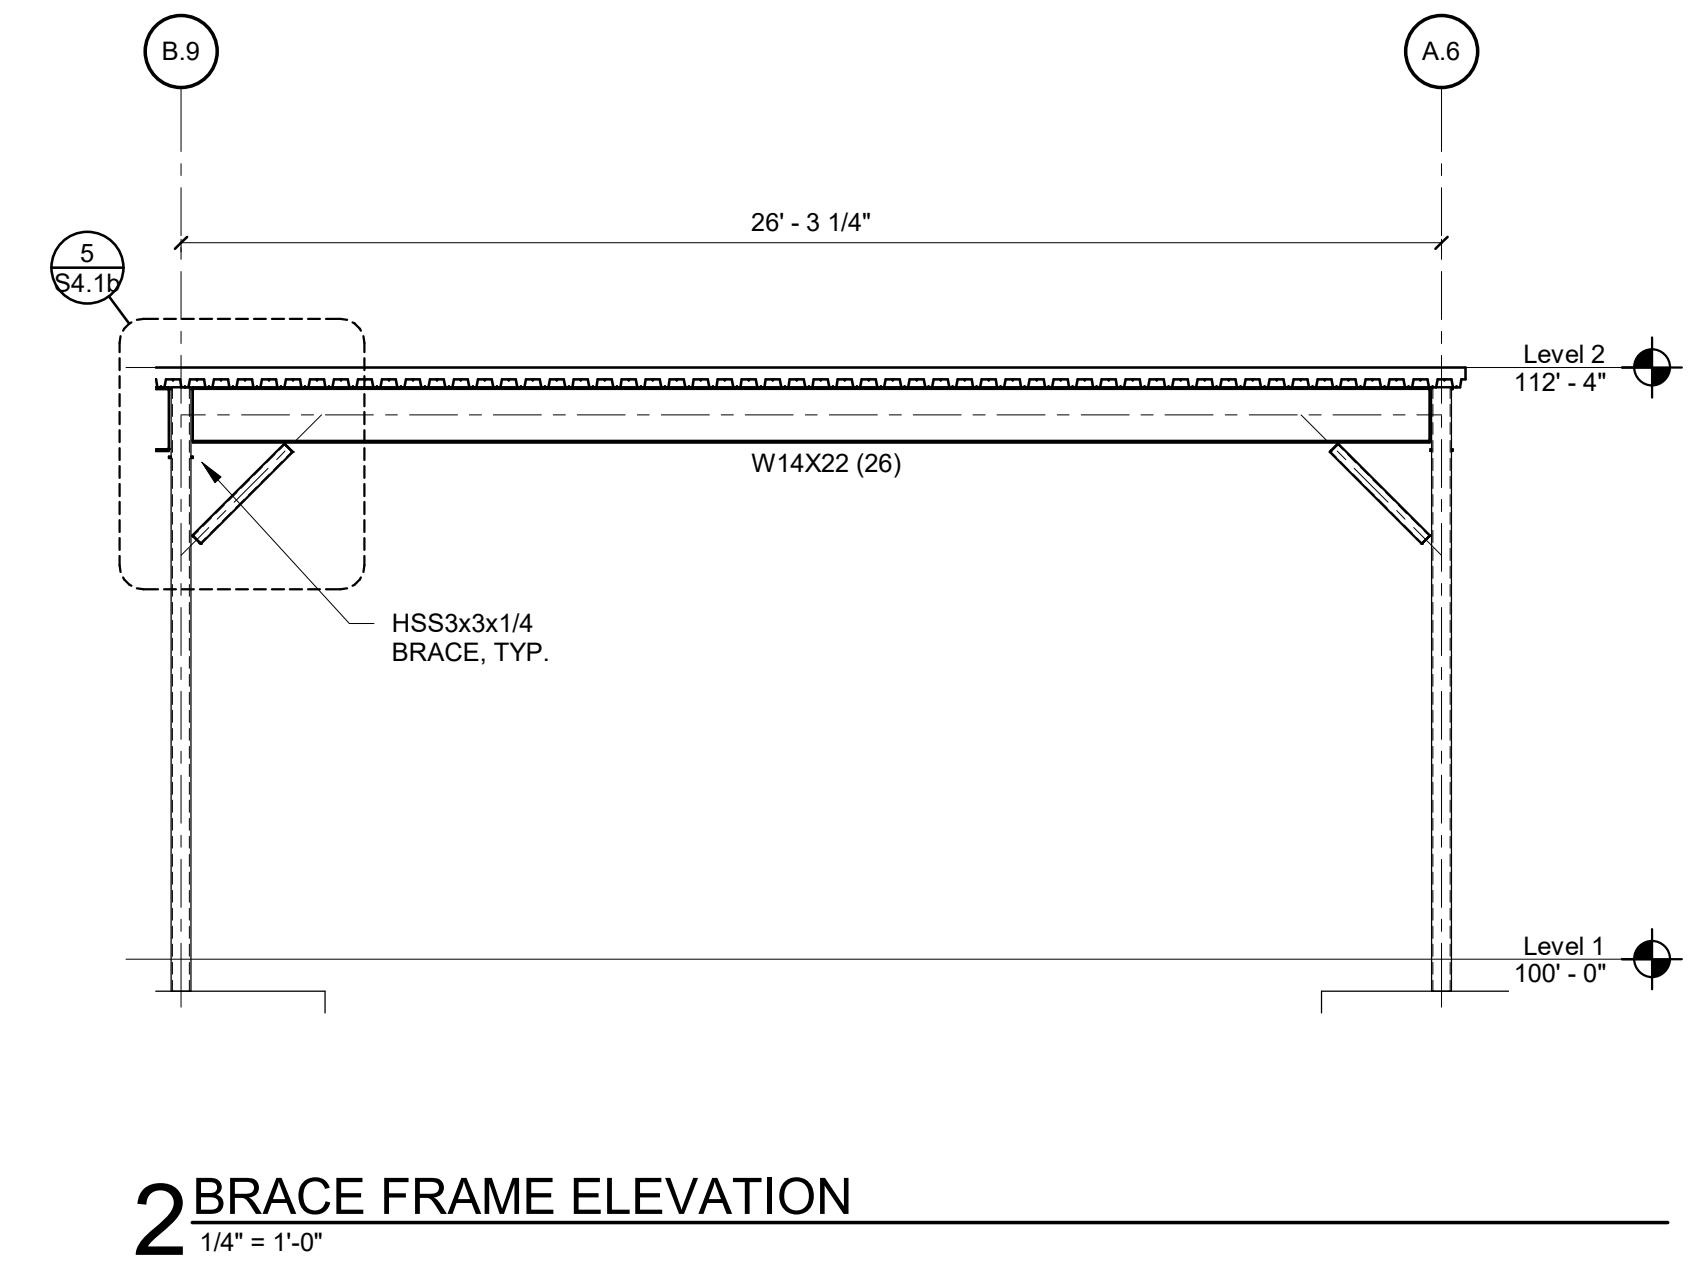 B.9
A.6
26' - 3 1/4"
5
S4.1b
Level 2
112' - 4"
W14X22 (26)
HSS3x3x1/4
BRACE, TYP.
Level 1
100' - 0"
2 BRACE FRAME ELEVATION
1/4" = 1'-0"